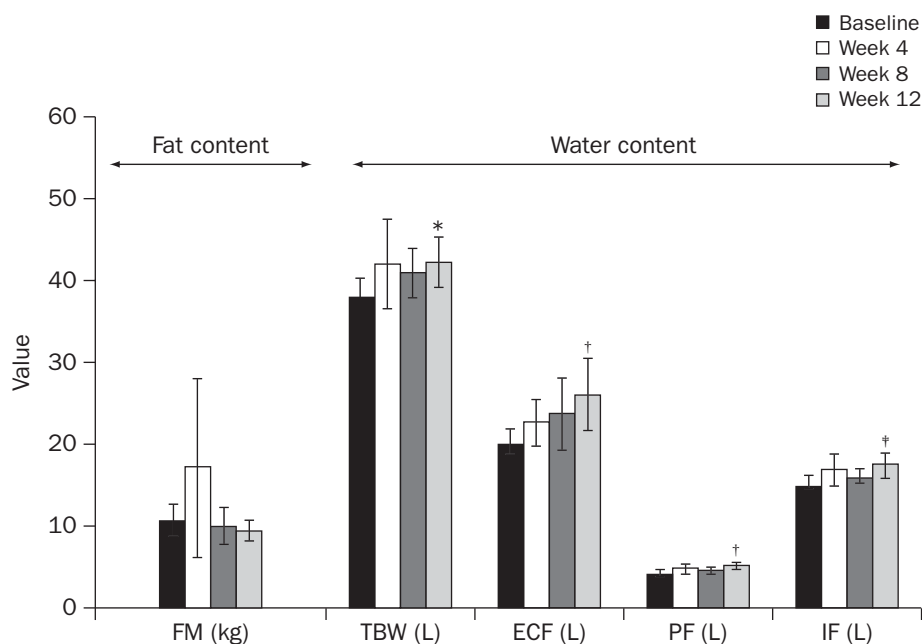 Baseline
Week 4
Week 8
Week 12
60
Fat content
Water content
50
*
40
†
30
Value
20
‡
10
†
0
FM (kg)
TBW (L)
ECF (L)
PF (L)
IF (L)